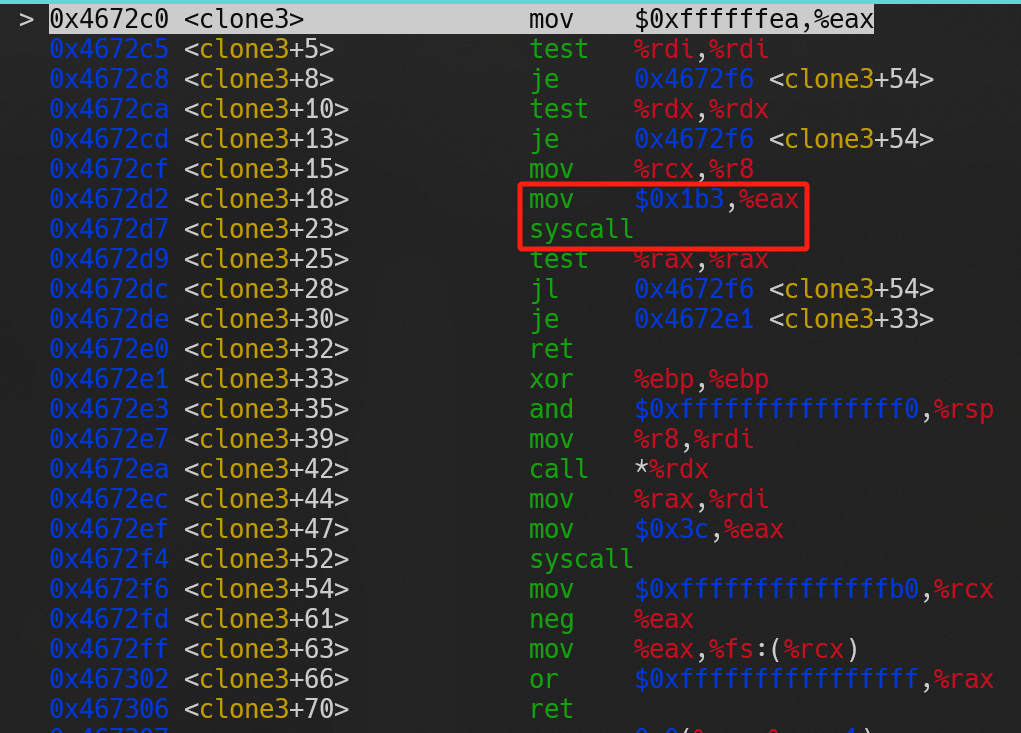 > 0x4672c0 <clone3> mov $0xffffffea,%eax
0x4672c5 <clone3+5> test %rdi,%rdi
0x4672c8 <clone3+8> je 0x4672f6 <clone3+54>
0x4672ca <clone3+10> test %rdx,%rdx
0x4672cd <clone3+13> je 0x4672f6 <clone3+54>
0x4672cf <clone3+15> mov %rcx,%r8
0x4672d2 <clone3+18> mov $0x1b3,%eax
0x4672d7 <clone3+23> syscall
0x4672d9 <clone3+25> test %rax,%rax
0x4672dc <clone3+28> jl 0x4672f6 <clone3+54>
0x4672de <clone3+30> je 0x4672e1 <clone3+33>
0x4672e0 <clone3+32> ret
0x4672e1 <clone3+33> xor %ebp,%ebp
0x4672e3 <clone3+35> and $0xfffffffffffffff0,%rsp
0x4672e7 <clone3+39> mov %r8,%rdi
0x4672ea <clone3+42> call *%rdx
0x4672ec <clone3+44> mov %rax,%rdi
0x4672ef <clone3+47> mov $0x3c,%eax
0x4672f4 <clone3+52> syscall
0x4672f6 <clone3+54> mov $0xffffffffffffffb0,%rcx
0x4672fd <clone3+61> neg %eax
0x4672ff <clone3+63> mov %eax,%fs:(%rcx)
0x467302 <clone3+66> or $0xffffffffffffffff,%rax
0x467306 <clone3+70> ret